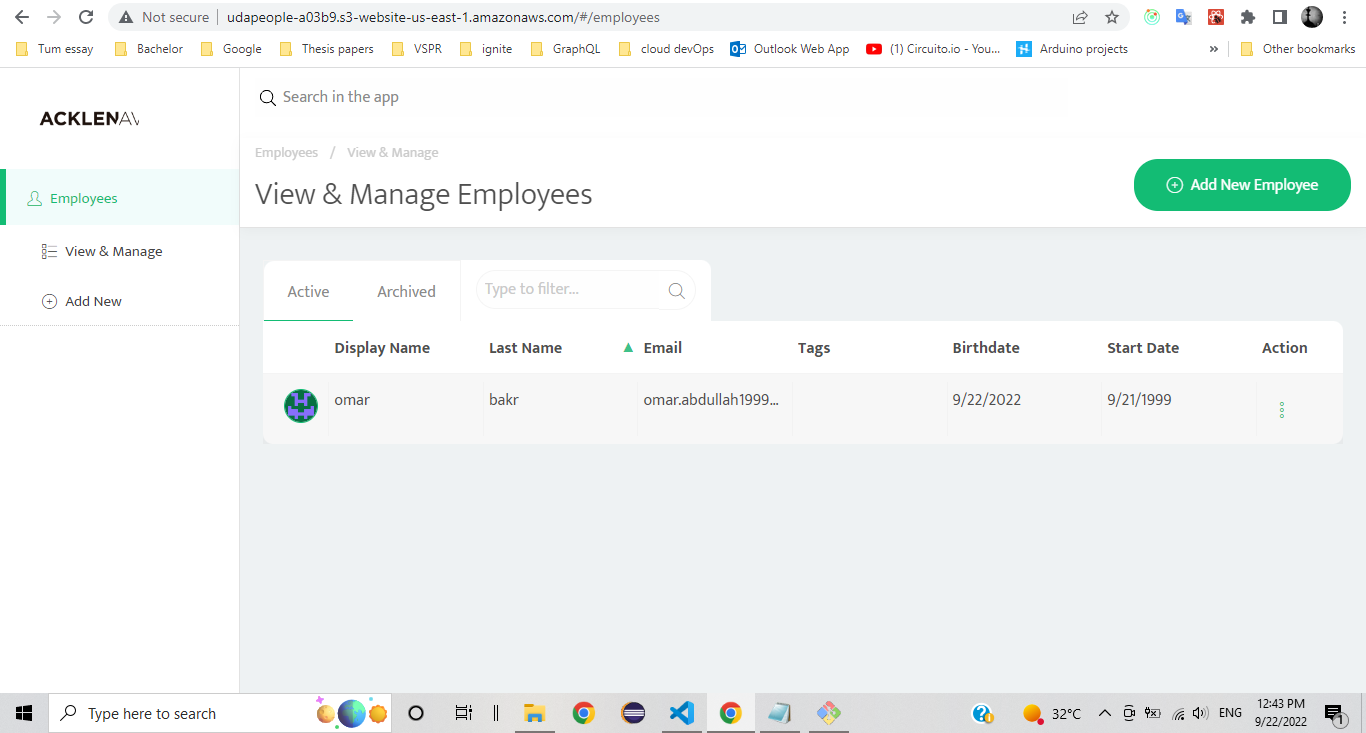 Not secure | udapeople-a03b9.s3-website-us-east-1.amazonaws.com/#/employees
Tum essay Bachelor Google Thesis papers VSPR ignite GraphQL cloud devOps Outlook Web App (1) Circuito.io - You... Arduino projects » Other bookmarks
ACKLENAV
Search in the app
Employees / View & Manage
View & Manage Employees
Add New Employee
Employees
View & Manage
Add New
Active Archived Type to filter...
Display Name Last Name Email Tags Birthdate Start Date Action
omar bakr omar.abdullah1999... 9/22/2022 9/21/1999
Type here to search
32°C ENG
12:43 PM
9/22/2022
1